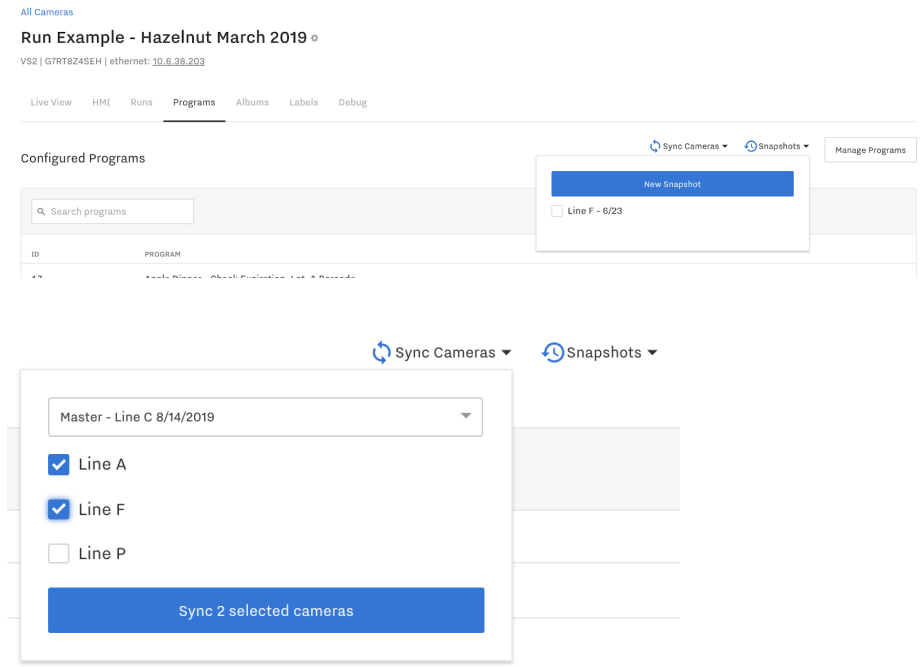 All Cameras
Run Example - Hazelnut March 2019
VS2 | G7RT8Z4SEH | ethernet: 10.6.38.203
Live View HMI Runs Programs Albums Labels Debug
Sync Cameras Snapshots Manage Programs
Configured Programs
New Snapshot
Line F - 6/23
Search programs
ID PROGRAM
Sync Cameras Snapshots
Master - Line C 8/14/2019
Line A
Line F
Line P
Sync 2 selected cameras